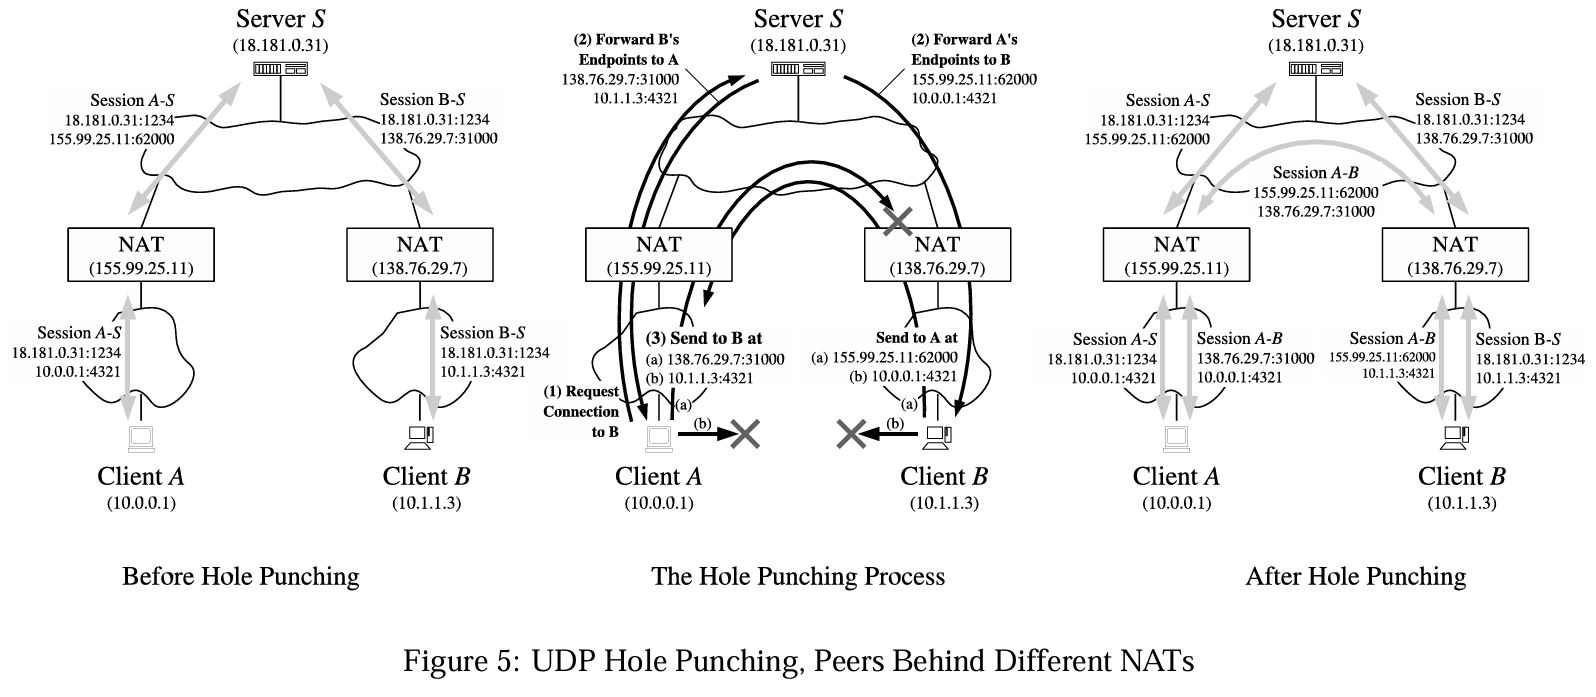 Server S
(18.181.0.31)
Session A-S
18.181.0.31:1234
155.99.25.11:62000
Session B-S
18.181.0.31:1234
138.76.29.7:31000
NAT
(155.99.25.11)
NAT
(138.76.29.7)
Session A-S
18.181.0.31:1234
10.0.0.1:4321
Session B-S
18.181.0.31:1234
10.1.1.3:4321
Client A
(10.0.0.1)
Client B
(10.1.1.3)
Before Hole Punching
Server S
(18.181.0.31)
(2) Forward B's
Endpoints to A
138.76.29.7:31000
10.1.1.3:4321
(2) Forward A's
Endpoints to B
155.99.25.11:62000
10.0.0.1:4321
NAT
(155.99.25.11)
NAT
(138.76.29.7)
(3) Send to B at
(a) 138.76.29.7:31000
(b) 10.1.1.3:4321
Send to A at
(a) 155.99.25.11:62000
(b) 10.0.0.1:4321
(1) Request
Connection
to B
(a)
(b)
(a)
(b)
Client A
(10.0.0.1)
Client B
(10.1.1.3)
The Hole Punching Process
Server S
(18.181.0.31)
Session A-S
18.181.0.31:1234
155.99.25.11:62000
Session B-S
18.181.0.31:1234
138.76.29.7:31000
Session A-B
155.99.25.11:62000
138.76.29.7:31000
NAT
(155.99.25.11)
NAT
(138.76.29.7)
Session A-S
18.181.0.31:1234
10.0.0.1:4321
Session A-B
138.76.29.7:31000
10.0.0.1:4321
Session A-B
155.99.25.11:62000
10.1.1.3:4321
Session B-S
18.181.0.31:1234
10.1.1.3:4321
Client A
(10.0.0.1)
Client B
(10.1.1.3)
After Hole Punching
Figure 5: UDP Hole Punching, Peers Behind Different NATs